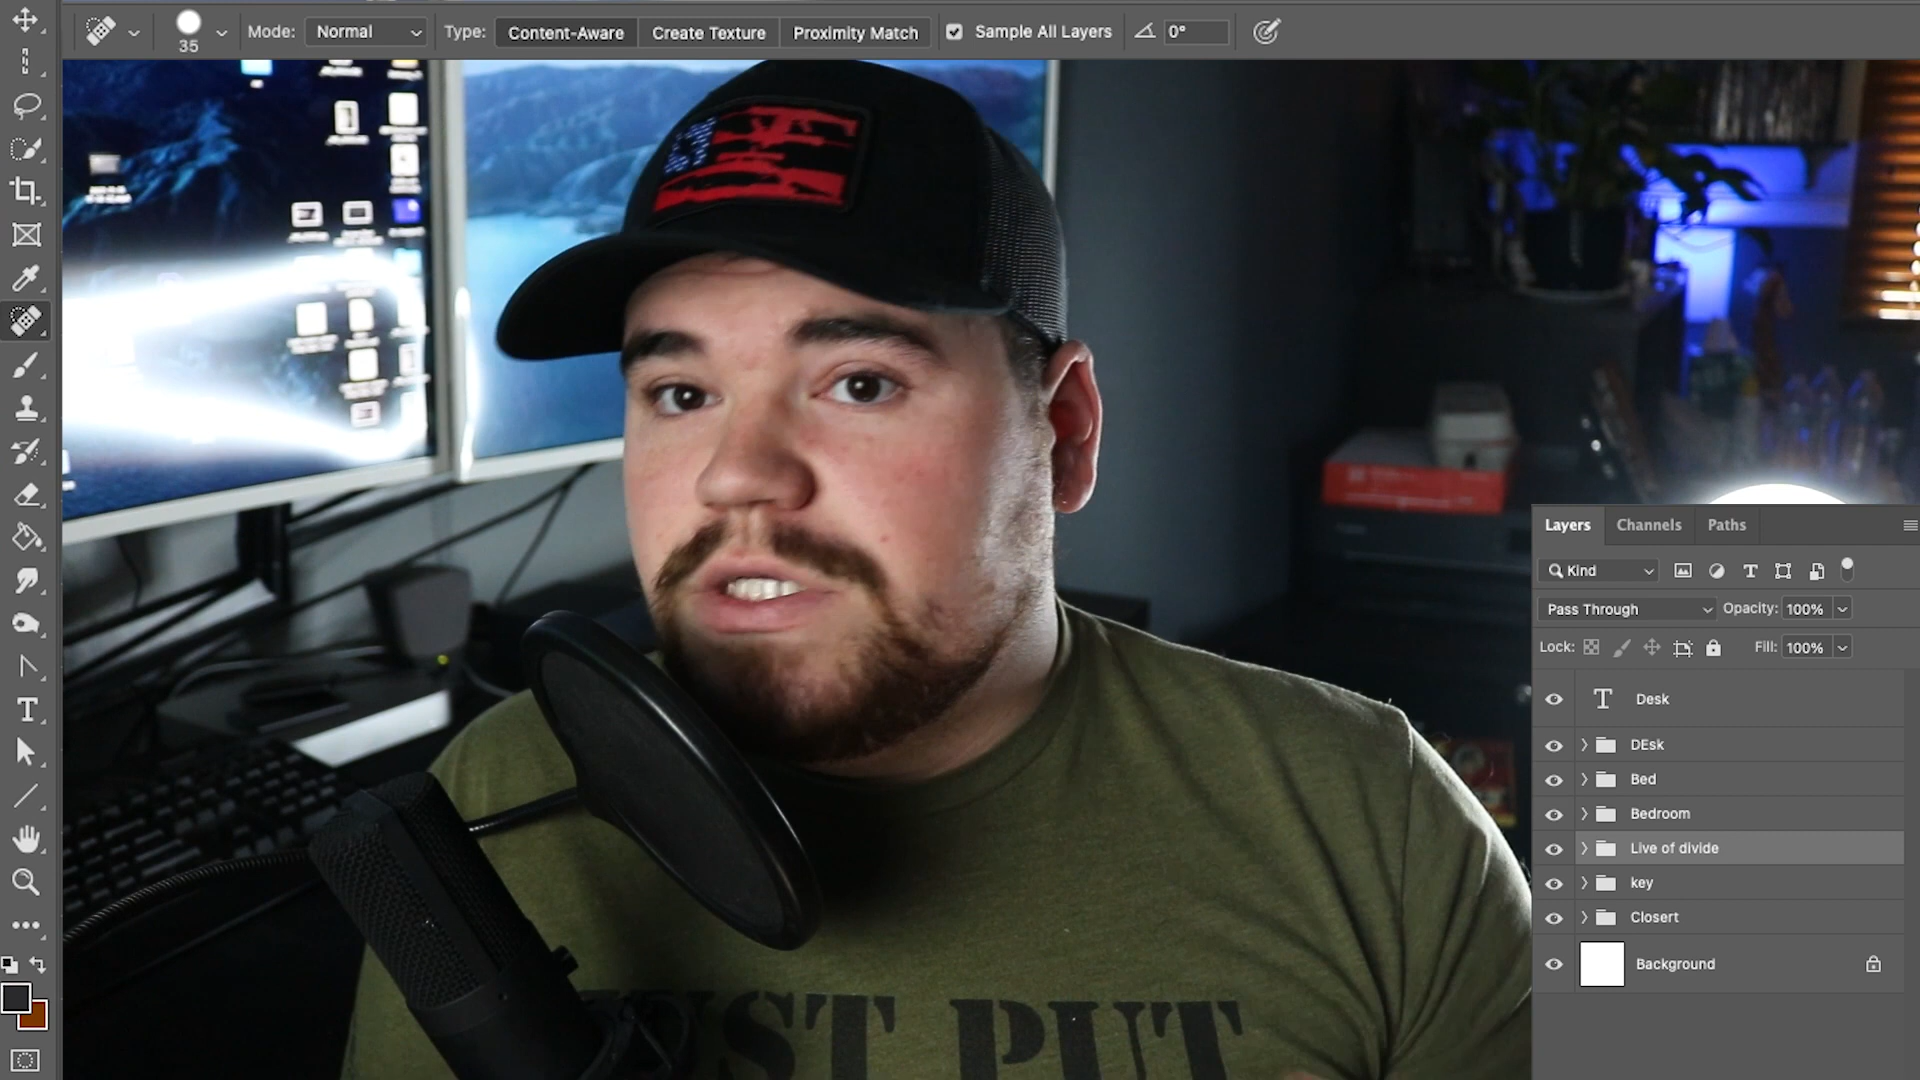 35
Mode:
Normal
Type:
Content-Aware
Create Texture
Proximity Match
Sample All Layers
0°
Layers
Channels
Paths
Kind
Pass Through
Opacity:
100%
Lock:
Fill:
100%
Desk
DEsk
Bed
Bedroom
Live of divide
key
Closert
Background
PUT